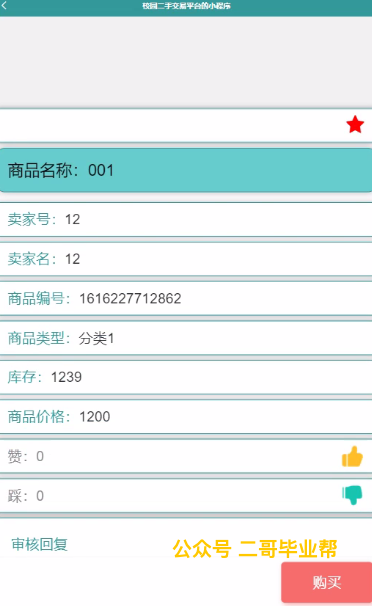 校园二手交易平台的小程序
商品名称：001
卖家号：12
卖家名：12
商品编号：1616227712862
商品类型：分类1
库存：1239
商品价格：1200
赞：0
踩：0
审核回复
公众号 二哥毕业帮
购买